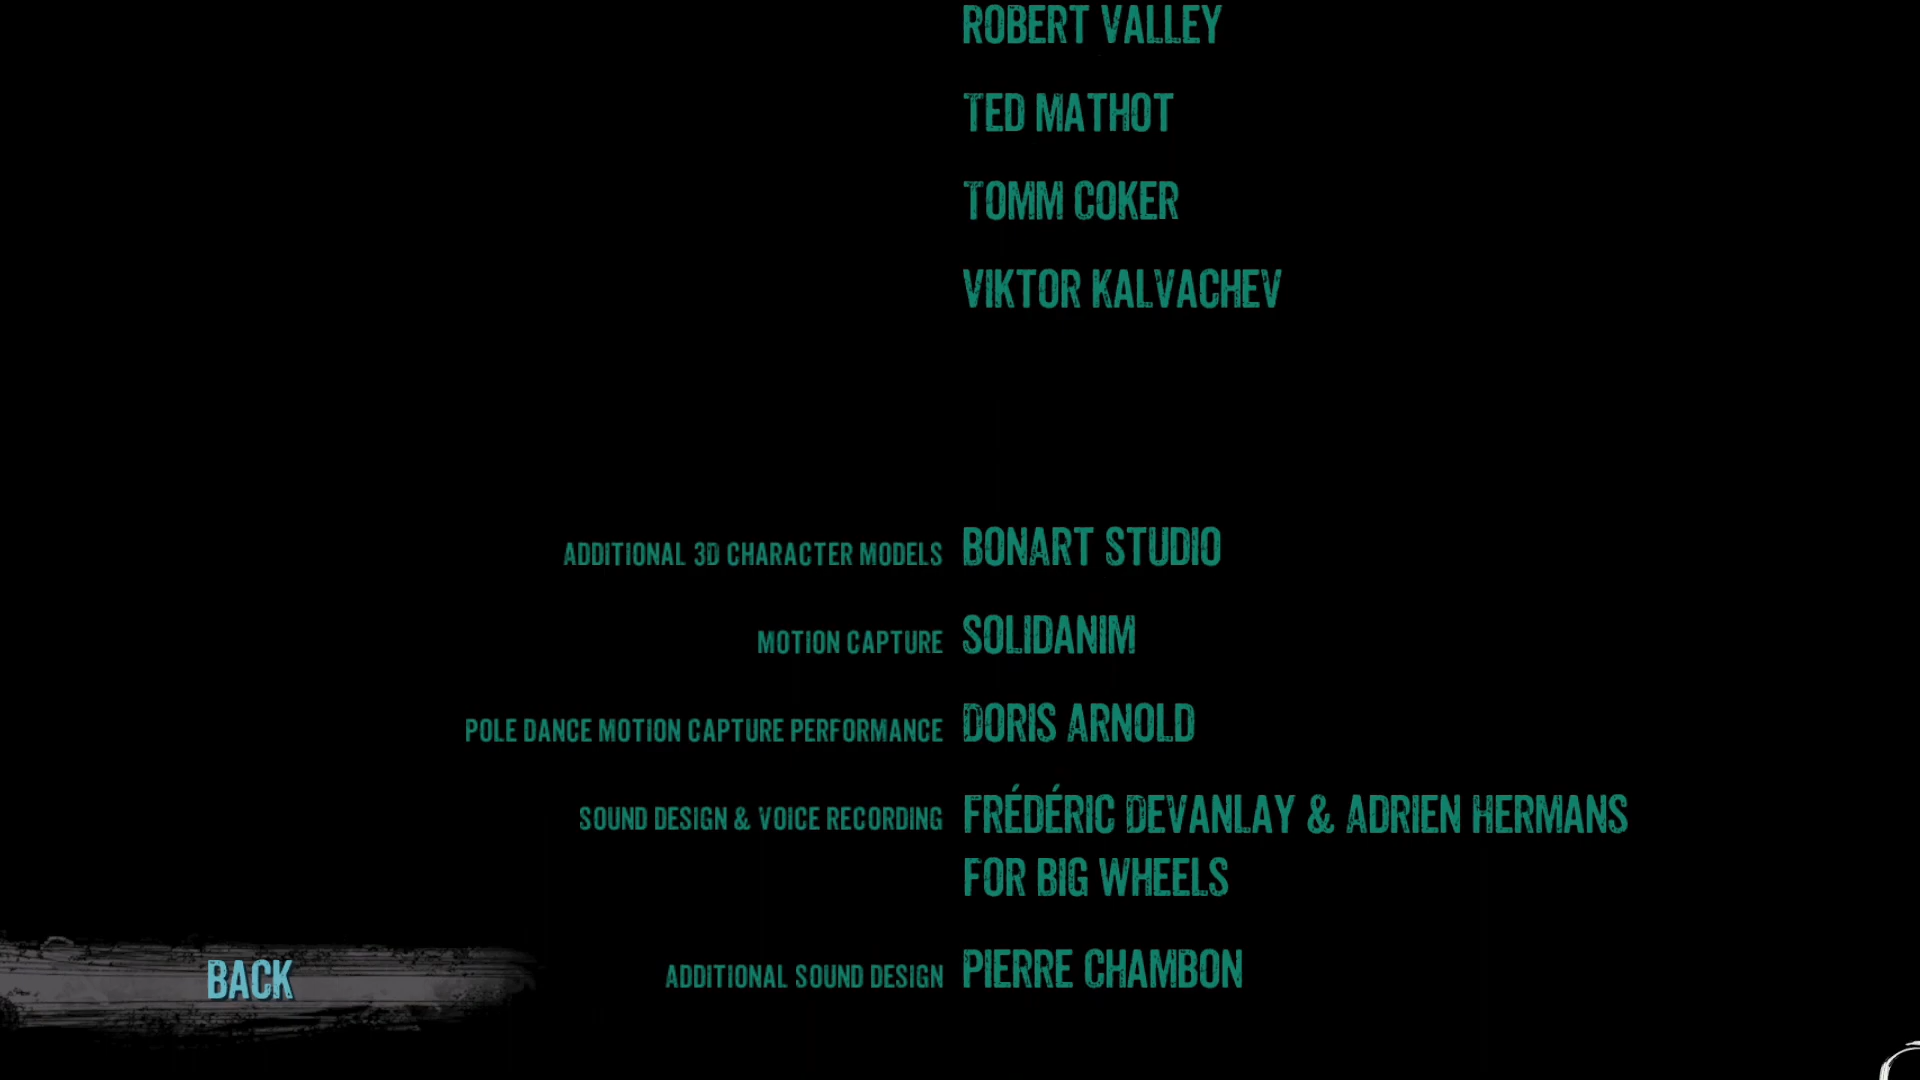 ROBERT VALLEY
TED MATHOT
TOMM COKER
VIKTOR KALVACHEV
ADDITIONAL 3D CHARACTER MODELS BONART STUDIO
MOTION CAPTURE SOLIDANIM
POLE DANCE MOTION CAPTURE PERFORMANCE DORIS ARNOLD
SOUND DESIGN & VOICE RECORDING FRÉDÉRIC DEVANLAY & ADRIEN HERMANS
FOR BIG WHEELS
ADDITIONAL SOUND DESIGN PIERRE CHAMBON
BACK